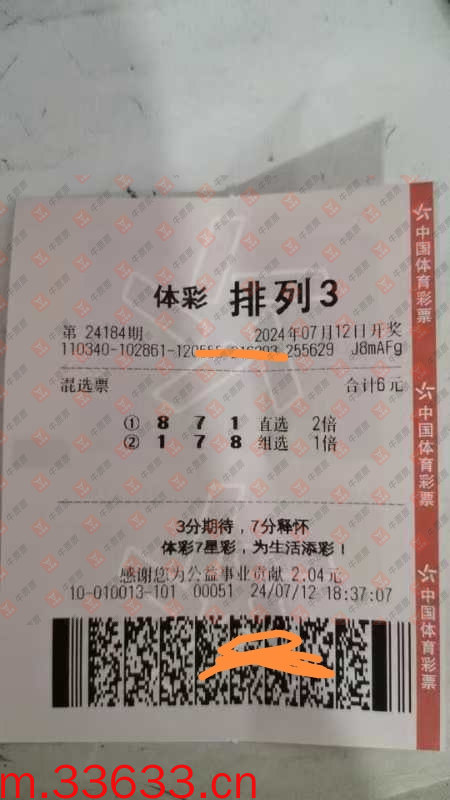 体彩 排列3
第 24184期 2024年07月12日开奖
110340-102861-120 255629 J8mAFg
混选票 合计6元
① 8 7 1 直选 2倍
② 1 7 8 组选 1倍
3分期待，7分释怀
体彩7星彩，为生活添彩！
感谢您为公益事业贡献 2.04元
10-010013-101 00051 24/07/12 18:37:07
中国体育彩票
中国体育彩票
中国体育彩票
m.33633.cn